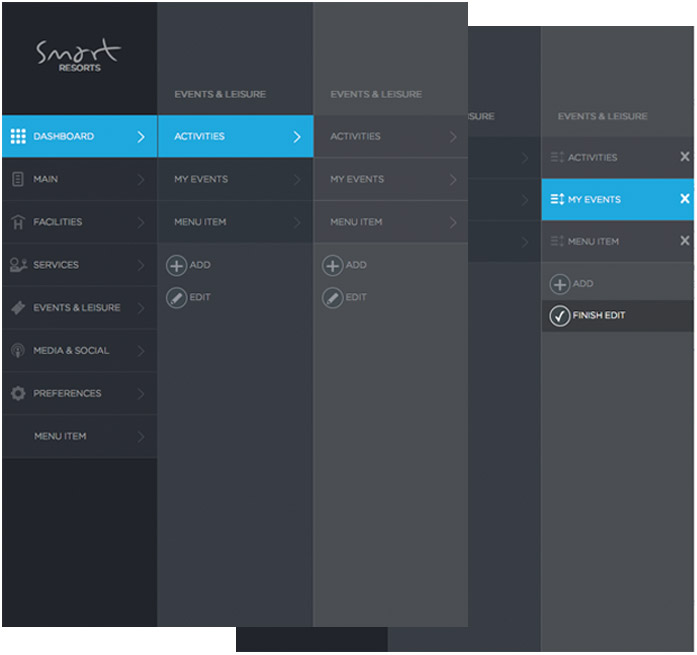 Smart
RESORTS
DASHBOARD
MAIN
FACILITIES
SERVICES
EVENTS & LEISURE
MEDIA & SOCIAL
PREFERENCES
MENU ITEM
EVENTS & LEISURE
ACTIVITIES
MY EVENTS
MENU ITEM
ADD
EDIT
EVENTS & LEISURE
ACTIVITIES
MY EVENTS
MENU ITEM
ADD
EDIT
SURE
EVENTS & LEISURE
ACTIVITIES
MY EVENTS
MENU ITEM
ADD
FINISH EDIT